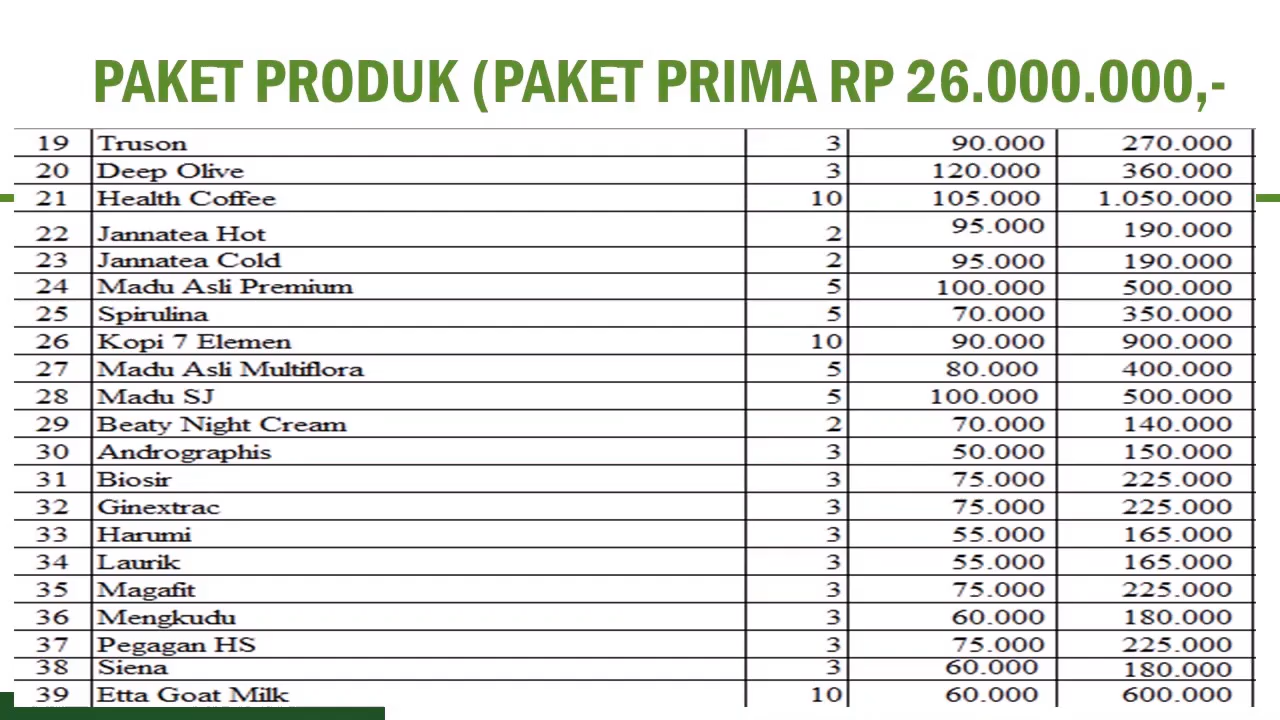 PAKET PRODUK (PAKET PRIMA RP 26.000.000,-
19 Truson 3 90.000 270.000
20 Deep Olive 3 120.000 360.000
21 Health Coffee 10 105.000 1.050.000
22 Jannatea Hot 2 95.000 190.000
23 Jannatea Cold 2 95.000 190.000
24 Madu Asli Premium 5 100.000 500.000
25 Spirulina 5 70.000 350.000
26 Kopi 7 Elemen 10 90.000 900.000
27 Madu Asli Multiflora 5 80.000 400.000
28 Madu SJ 5 100.000 500.000
29 Beaty Night Cream 2 70.000 140.000
30 Andrographis 3 50.000 150.000
31 Biosir 3 75.000 225.000
32 Ginextrac 3 75.000 225.000
33 Harumi 3 55.000 165.000
34 Laurik 3 55.000 165.000
35 Magafit 3 75.000 225.000
36 Mengkudu 3 60.000 180.000
37 Pegagan HS 3 75.000 225.000
38 Siena 3 60.000 180.000
39 Etta Goat Milk 10 60.000 600.000